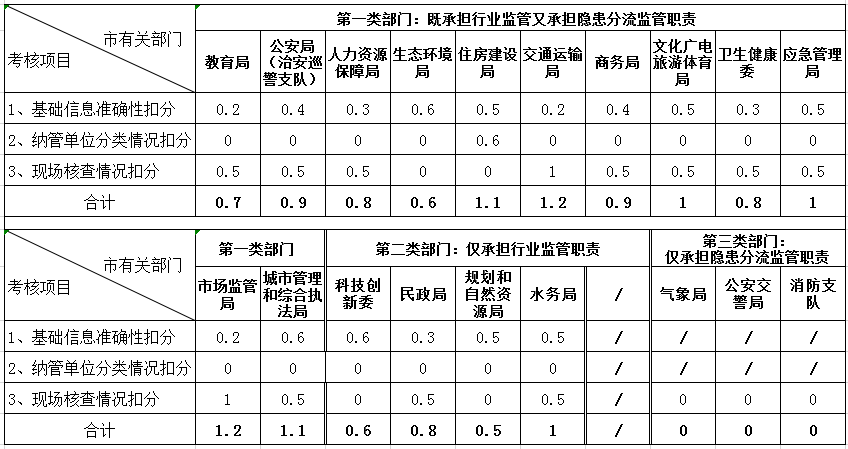 市有关部门
考核项目
第一类部门：既承担行业监管又承担隐患分流监管职责
教育局 公安局（治安巡警支队） 人力资源保障局 生态环境局 住房建设局 交通运输局 商务局 文化广电旅游体育局 卫生健康委 应急管理局
1、基础信息准确性扣分 0.2 0.4 0.3 0.6 0.5 0.2 0.4 0.5 0.3 0.5
2、纳管单位分类情况扣分 0 0 0 0 0.6 0 0 0 0 0
3、现场核查情况扣分 0.5 0.5 0.5 0 0 1 0.5 0.5 0.5 0.5
合计 0.7 0.9 0.8 0.6 1.1 1.2 0.9 1 0.8 1
市有关部门
考核项目
第一类部门 第二类部门：仅承担行业监管职责 第三类部门：仅承担隐患分流监管职责
市场监管局 城市管理和综合执法局 科技创新委 民政局 规划和自然资源局 水务局 / 气象局 公安交警局 消防支队
1、基础信息准确性扣分 0.2 0.6 0.6 0.3 0.5 0.5 / / / /
2、纳管单位分类情况扣分 0 0 0 0 0 0 / / / /
3、现场核查情况扣分 1 0.5 0 0.5 0 0.5 / 0 0 0
合计 1.2 1.1 0.6 0.8 0.5 1 / 0 0 0